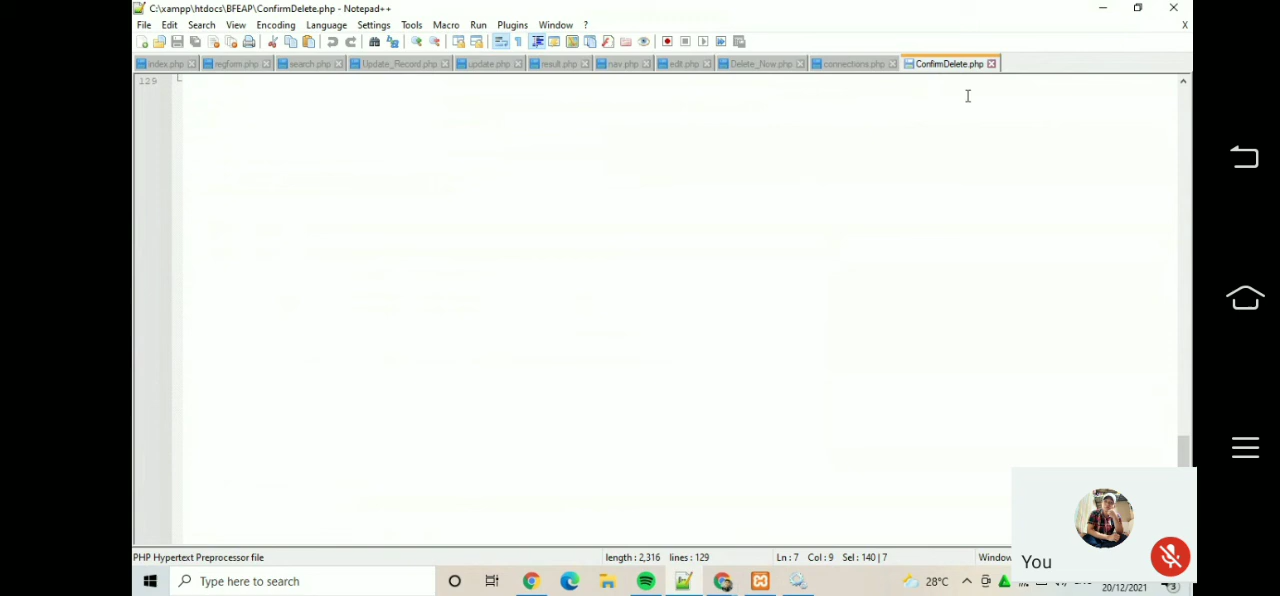 C:\xampp\htdocs\BFEAP\ConfirmDelete.php - Notepad++
File Edit Search View Encoding Language Settings Tools Macro Run Plugins Window ? X
index.php regform.php search.php Update_Record.php update.php result.php nav.php edit.php Delete_Now.php connections.php ConfirmDelete.php
129
You
PHP Hypertext Preprocessor file length : 2,316 lines : 129 Ln : 7 Col : 9 Sel : 140 | 7 Window
Type here to search 28°C
20/12/2021 3